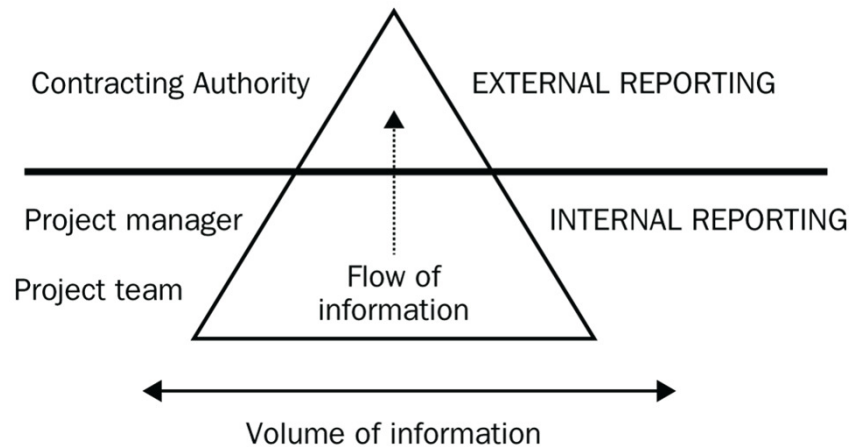 Contracting Authority
EXTERNAL REPORTING
Project manager
INTERNAL REPORTING
Project team
Flow of
information
Volume of information